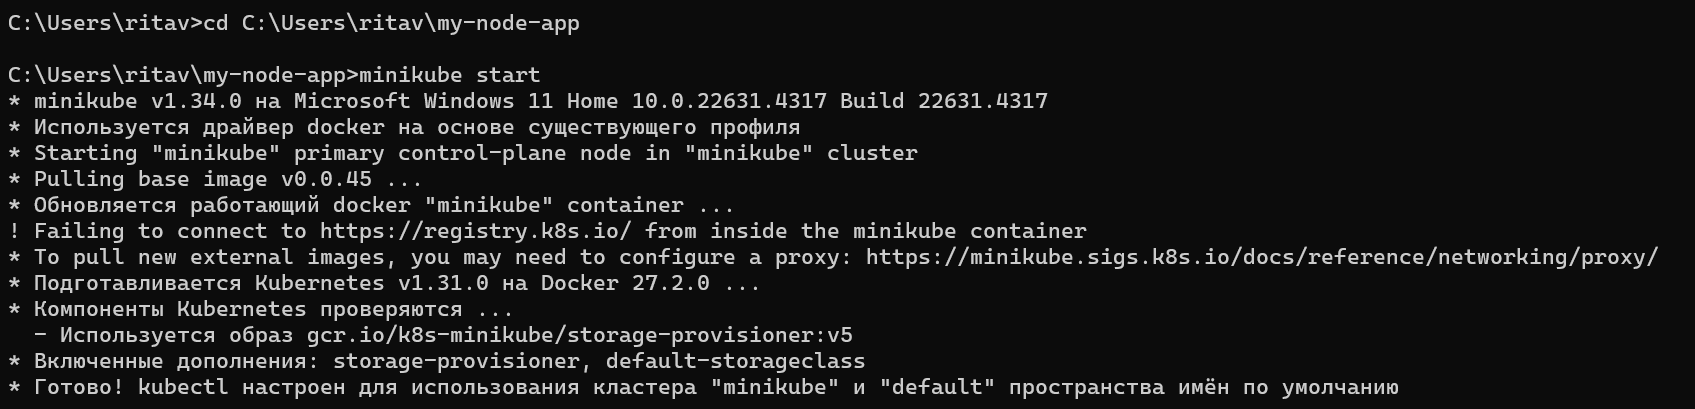 C:\Users\ritav>cd C:\Users\ritav\my-node-app
C:\Users\ritav\my-node-app>minikube start
* minikube v1.34.0 на Microsoft Windows 11 Home 10.0.22631.4317 Build 22631.4317
* Используется драйвер docker на основе существующего профиля
* Starting "minikube" primary control-plane node in "minikube" cluster
* Pulling base image v0.0.45 ...
* Обновляется работающий docker "minikube" container ...
! Failing to connect to https://registry.k8s.io/ from inside the minikube container
* To pull new external images, you may need to configure a proxy: https://minikube.sigs.k8s.io/docs/reference/networking/proxy/
* Подготавливается Kubernetes v1.31.0 на Docker 27.2.0 ...
* Компоненты Kubernetes проверяются ...
  - Используется образ gcr.io/k8s-minikube/storage-provisioner:v5
* Включенные дополнения: storage-provisioner, default-storageclass
* Готово! kubectl настроен для использования кластера "minikube" и "default" пространства имён по умолчанию